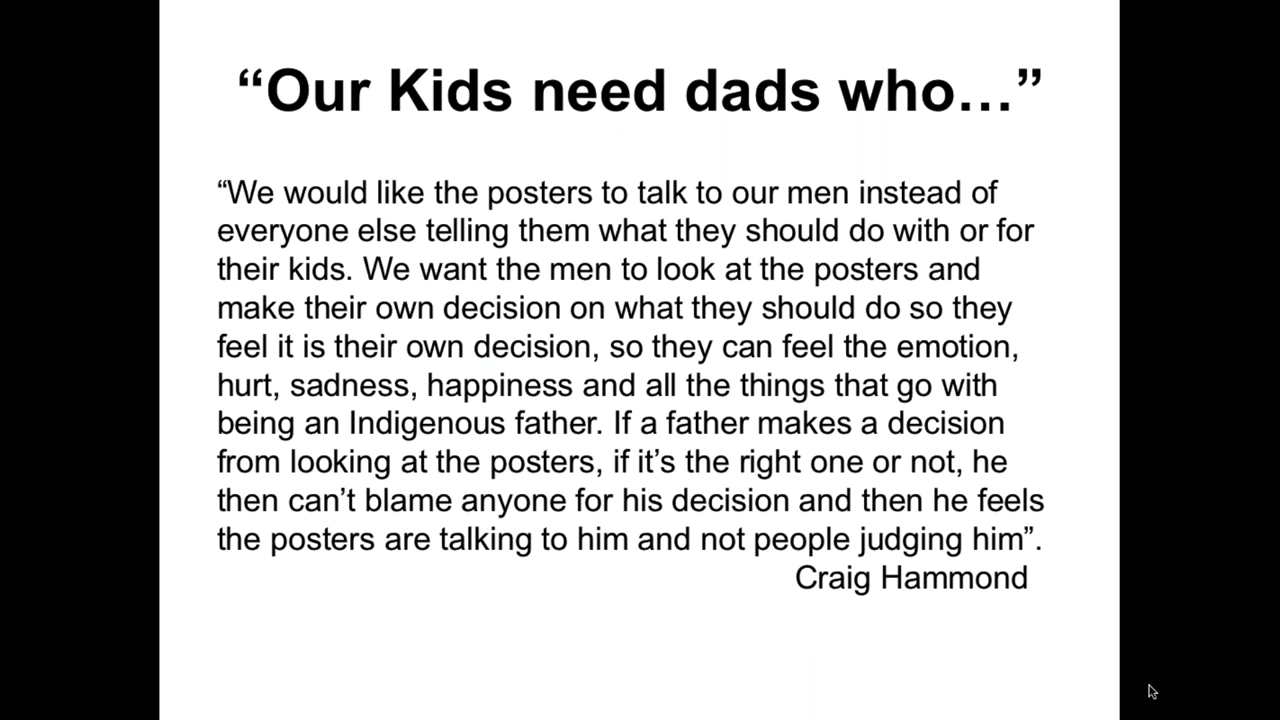 “Our Kids need dads who…”
“We would like the posters to talk to our men instead of
everyone else telling them what they should do with or for
their kids. We want the men to look at the posters and
make their own decision on what they should do so they
feel it is their own decision, so they can feel the emotion,
hurt, sadness, happiness and all the things that go with
being an Indigenous father. If a father makes a decision
from looking at the posters, if it’s the right one or not, he
then can’t blame anyone for his decision and then he feels
the posters are talking to him and not people judging him”.
Craig Hammond